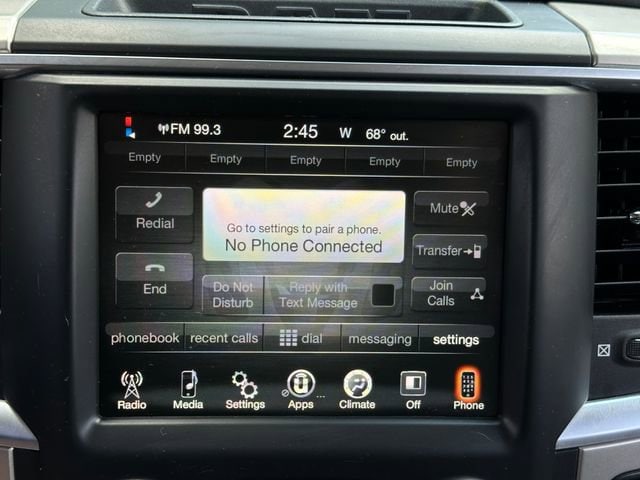 RAM
FM 99.3 2:45 W 68° out.
Empty Empty Empty Empty Empty
Redial
Go to settings to pair a phone.
No Phone Connected
Mute
Transfer
End
Do Not
Disturb
Reply with
Text Message
Join
Calls
phonebook recent calls dial messaging settings
Radio Media Settings Apps ... Climate Off Phone